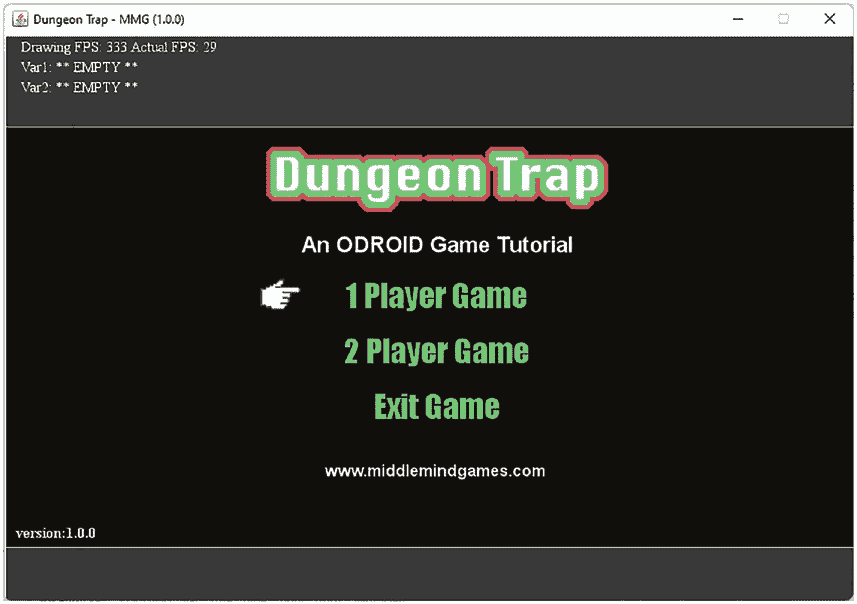 Dungeon Trap - MMG (1.0.0)
Drawing FPS: 333 Actual FPS: 29
Var1: ** EMPTY **
Var2: ** EMPTY **
Dungeon Trap
An ODROID Game Tutorial
1 Player Game
2 Player Game
Exit Game
www.middlemindgames.com
version:1.0.0